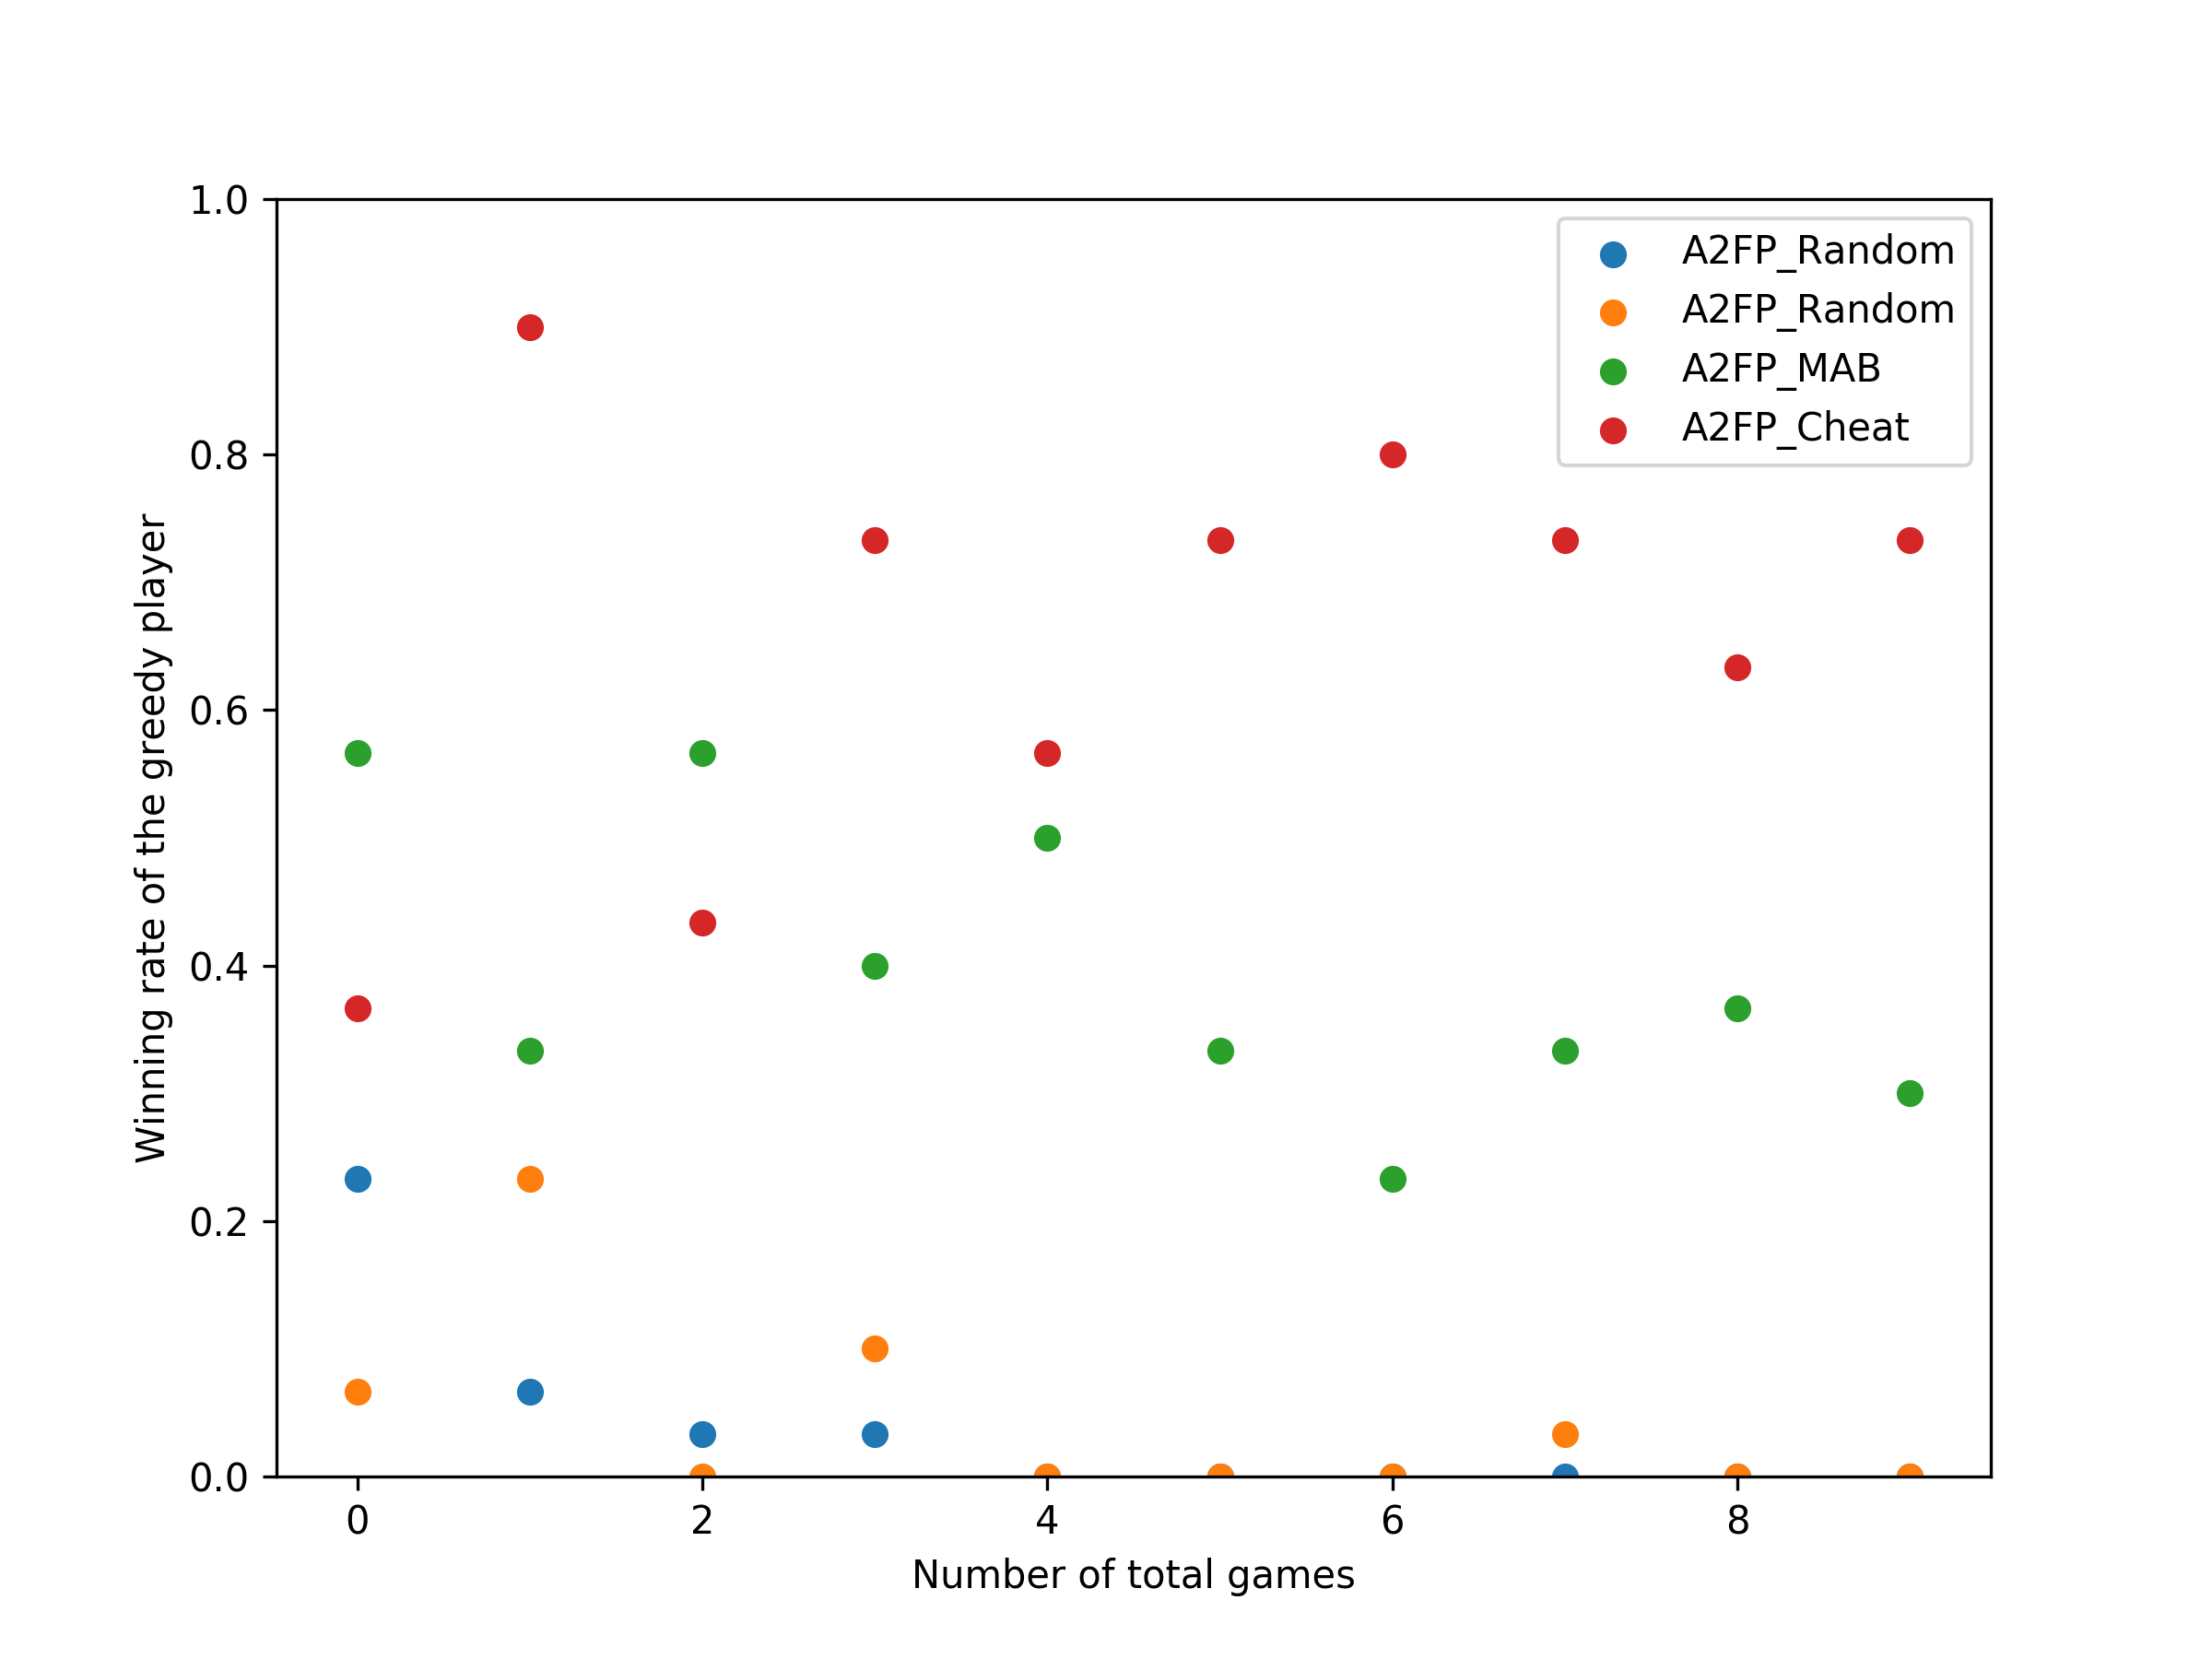 1.0
0.8
0.6
0.4
0.2
0.0
Winning rate of the greedy player
A2FP_Random
A2FP_Random
A2FP_MAB
A2FP_Cheat
0 2 4 6 8
Number of total games